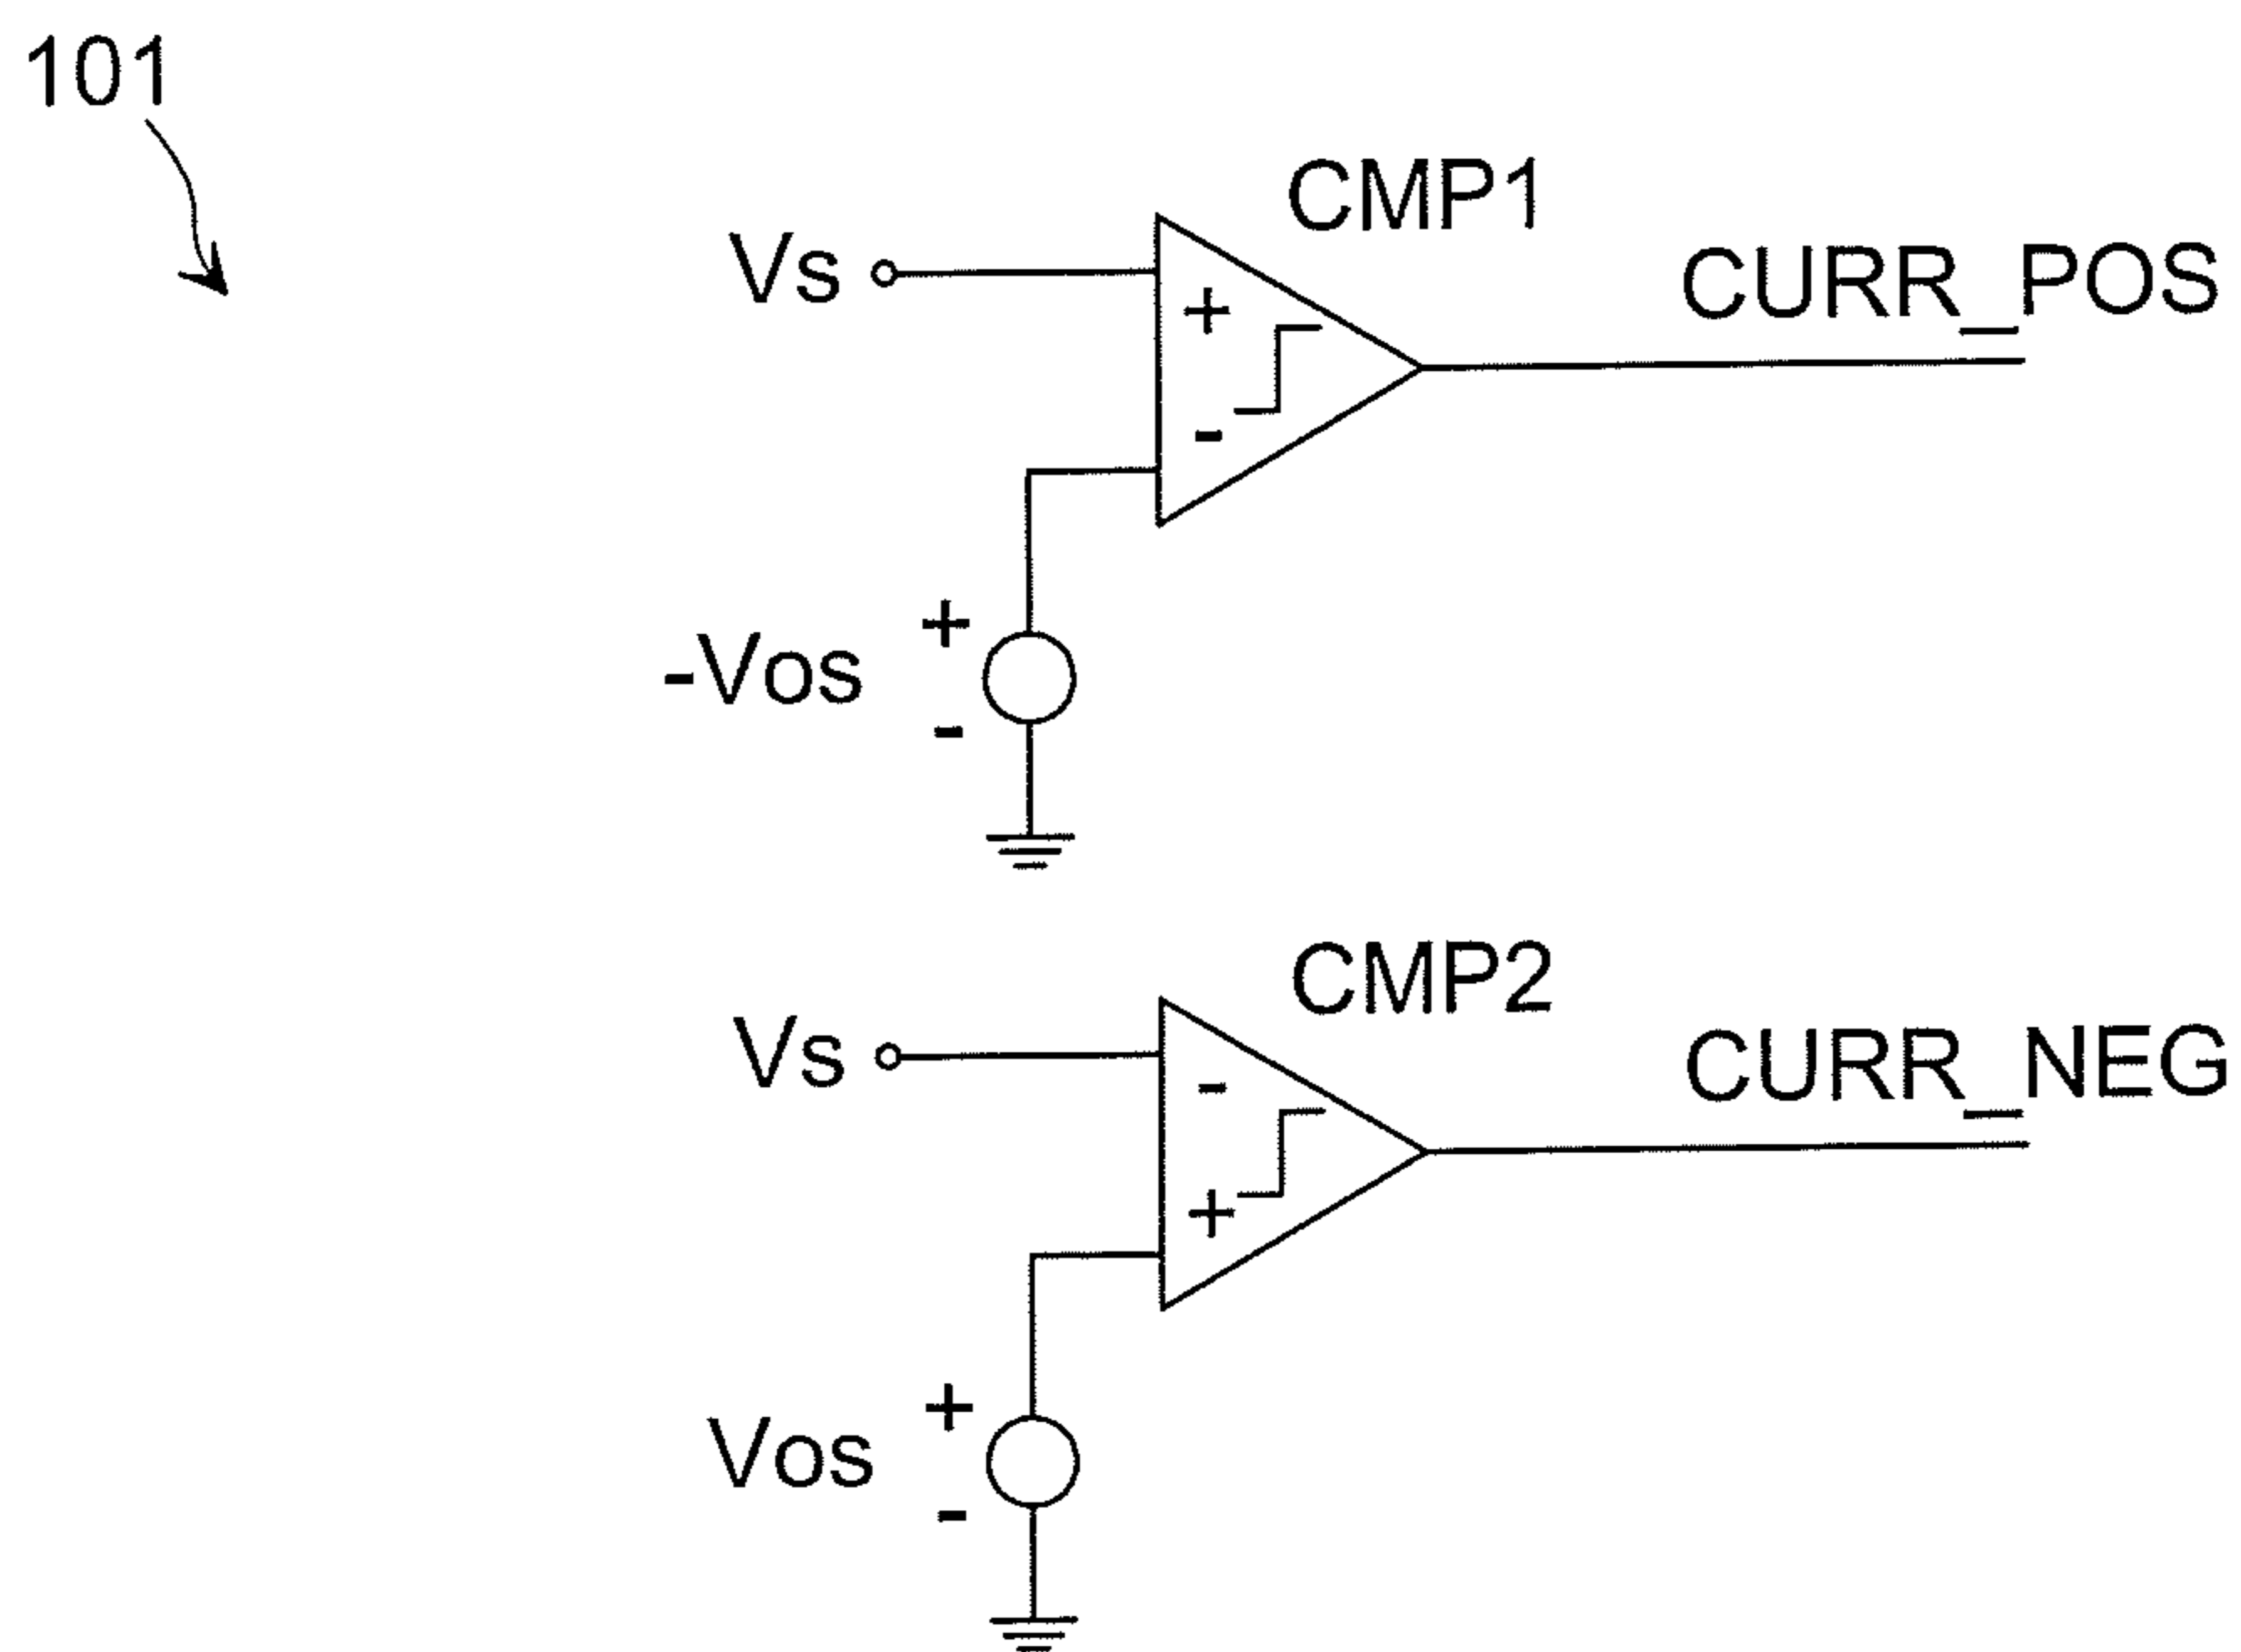 101
CMP1
Vs
CURR_POS
+
-
+
-Vos
-
CMP2
Vs
CURR_NEG
-
+
+
Vos
-